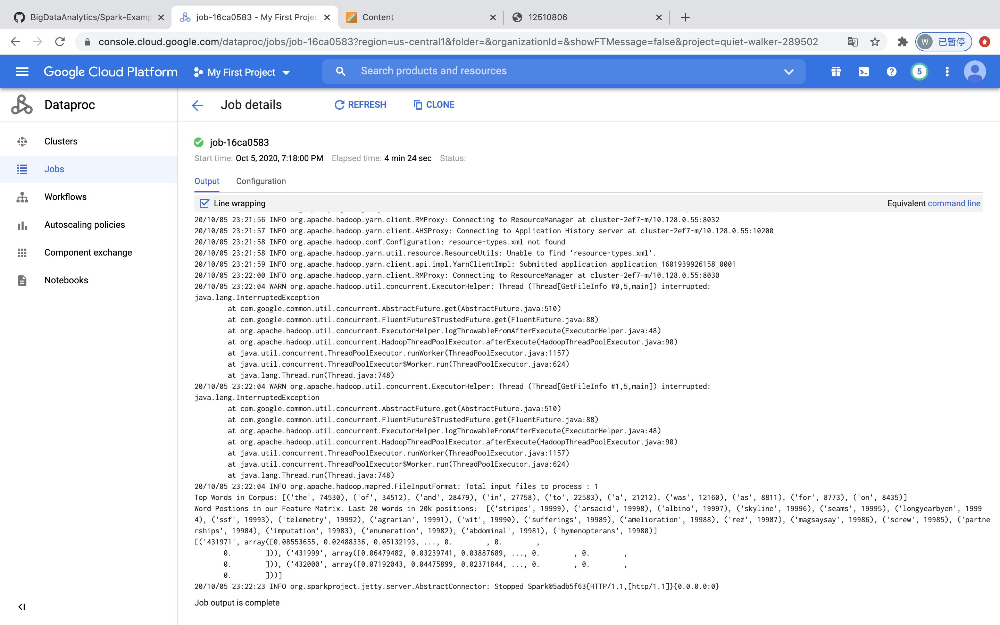 BigDataAnalytics/Spark-Examp
job-16ca0583 - My First Projec
Content
12510806
console.cloud.google.com/dataproc/jobs/job-16ca0583?region=us-central1&folder=&organizationId=&showFTMessage=false&project=quiet-walker-289502
W 已暂停
Google Cloud Platform
My First Project
Search products and resources
5
Dataproc
Job details
REFRESH
CLONE
Clusters
Jobs
Workflows
Autoscaling policies
Component exchange
Notebooks
job-16ca0583
Start time: Oct 5, 2020, 7:18:00 PM Elapsed time: 4 min 24 sec Status:
Output Configuration
Line wrapping
Equivalent command line
20/10/05 23:21:56 INFO org.apache.hadoop.yarn.client.RMProxy: Connecting to ResourceManager at cluster-2ef7-m/10.128.0.55:8032
20/10/05 23:21:57 INFO org.apache.hadoop.yarn.client.AHSProxy: Connecting to Application History server at cluster-2ef7-m/10.128.0.55:10200
20/10/05 23:21:58 INFO org.apache.hadoop.conf.Configuration: resource-types.xml not found
20/10/05 23:21:58 INFO org.apache.hadoop.yarn.util.resource.ResourceUtils: Unable to find 'resource-types.xml'.
20/10/05 23:21:59 INFO org.apache.hadoop.yarn.client.api.impl.YarnClientImpl: Submitted application application_1601939926158_0001
20/10/05 23:22:00 INFO org.apache.hadoop.yarn.client.RMProxy: Connecting to ResourceManager at cluster-2ef7-m/10.128.0.55:8030
20/10/05 23:22:04 WARN org.apache.hadoop.util.concurrent.ExecutorHelper: Thread (Thread[GetFileInfo #0,5,main]) interrupted:
java.lang.InterruptedException
at com.google.common.util.concurrent.AbstractFuture.get(AbstractFuture.java:510)
at com.google.common.util.concurrent.FluentFuture$TrustedFuture.get(FluentFuture.java:88)
at org.apache.hadoop.util.concurrent.ExecutorHelper.logThrowableFromAfterExecute(ExecutorHelper.java:48)
at org.apache.hadoop.util.concurrent.HadoopThreadPoolExecutor.afterExecute(HadoopThreadPoolExecutor.java:90)
at java.util.concurrent.ThreadPoolExecutor.runWorker(ThreadPoolExecutor.java:1157)
at java.util.concurrent.ThreadPoolExecutor$Worker.run(ThreadPoolExecutor.java:624)
at java.lang.Thread.run(Thread.java:748)
20/10/05 23:22:04 WARN org.apache.hadoop.util.concurrent.ExecutorHelper: Thread (Thread[GetFileInfo #1,5,main]) interrupted:
java.lang.InterruptedException
at com.google.common.util.concurrent.AbstractFuture.get(AbstractFuture.java:510)
at com.google.common.util.concurrent.FluentFuture$TrustedFuture.get(FluentFuture.java:88)
at org.apache.hadoop.util.concurrent.ExecutorHelper.logThrowableFromAfterExecute(ExecutorHelper.java:48)
at org.apache.hadoop.util.concurrent.HadoopThreadPoolExecutor.afterExecute(HadoopThreadPoolExecutor.java:90)
at java.util.concurrent.ThreadPoolExecutor.runWorker(ThreadPoolExecutor.java:1157)
at java.util.concurrent.ThreadPoolExecutor$Worker.run(ThreadPoolExecutor.java:624)
at java.lang.Thread.run(Thread.java:748)
20/10/05 23:22:04 INFO org.apache.hadoop.mapred.FileInputFormat: Total input files to process : 1
Top Words in Corpus: [('the', 74530), ('of', 34512), ('and', 28479), ('in', 27758), ('to', 22583), ('a', 21212), ('was', 12160), ('as', 8811), ('for', 8773), ('on', 8435)]
Word Postions in our Feature Matrix. Last 20 words in 20k positions:  [('stripes', 19999), ('arsacid', 19998), ('albino', 19997), ('skyline', 19996), ('seams', 19995), ('longyearbyen', 1999
4), ('ssf', 19993), ('telemetry', 19992), ('agrarian', 19991), ('wit', 19990), ('sufferings', 19989), ('amelioration', 19988), ('rez', 19987), ('magsaysay', 19986), ('screw', 19985), ('partne
rships', 19984), ('imputation', 19983), ('enumeration', 19982), ('abdominal', 19981), ('hymenopterans', 19980)]
[('431971', array([0.08553655, 0.02488336, 0.05132193, ..., 0.        , 0.        ,
0.        ])), ('431999', array([0.06479482, 0.03239741, 0.03887689, ..., 0.        , 0.        ,
0.        ])), ('432000', array([0.07192043, 0.04475899, 0.02371844, ..., 0.        , 0.        ,
0.        ]))]
20/10/05 23:22:23 INFO org.sparkproject.jetty.server.AbstractConnector: Stopped Spark@5adb5f63{HTTP/1.1,[http/1.1]}{0.0.0.0:0}
Job output is complete